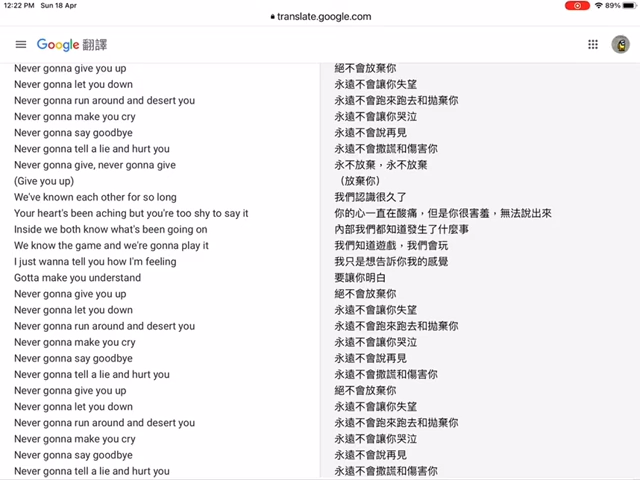 12:22 PM Sun 18 Apr
89%
translate.google.com
Google 翻譯
Never gonna give you up
Never gonna let you down
Never gonna run around and desert you
Never gonna make you cry
Never gonna say goodbye
Never gonna tell a lie and hurt you
Never gonna give, never gonna give
(Give you up)
We've known each other for so long
Your heart's been aching but you're too shy to say it
Inside we both know what's been going on
We know the game and we're gonna play it
I just wanna tell you how I'm feeling
Gotta make you understand
Never gonna give you up
Never gonna let you down
Never gonna run around and desert you
Never gonna make you cry
Never gonna say goodbye
Never gonna tell a lie and hurt you
Never gonna give you up
Never gonna let you down
Never gonna run around and desert you
Never gonna make you cry
Never gonna say goodbye
Never gonna tell a lie and hurt you
絕不會放棄你
永遠不會讓你失望
永遠不會跑來跑去和拋棄你
永遠不會讓你哭泣
永遠不會說再見
永遠不會撒謊和傷害你
永不放棄，永不放棄
（放棄你）
我們認識很久了
你的心一直在酸痛，但是你很害羞，無法說出來
內部我們都知道發生了什麼事
我們知道遊戲，我們會玩
我只是想告訴你我的感覺
要讓你明白
絕不會放棄你
永遠不會讓你失望
永遠不會跑來跑去和拋棄你
永遠不會讓你哭泣
永遠不會說再見
永遠不會撒謊和傷害你
絕不會放棄你
永遠不會讓你失望
永遠不會跑來跑去和拋棄你
永遠不會讓你哭泣
永遠不會說再見
永遠不會撒謊和傷害你